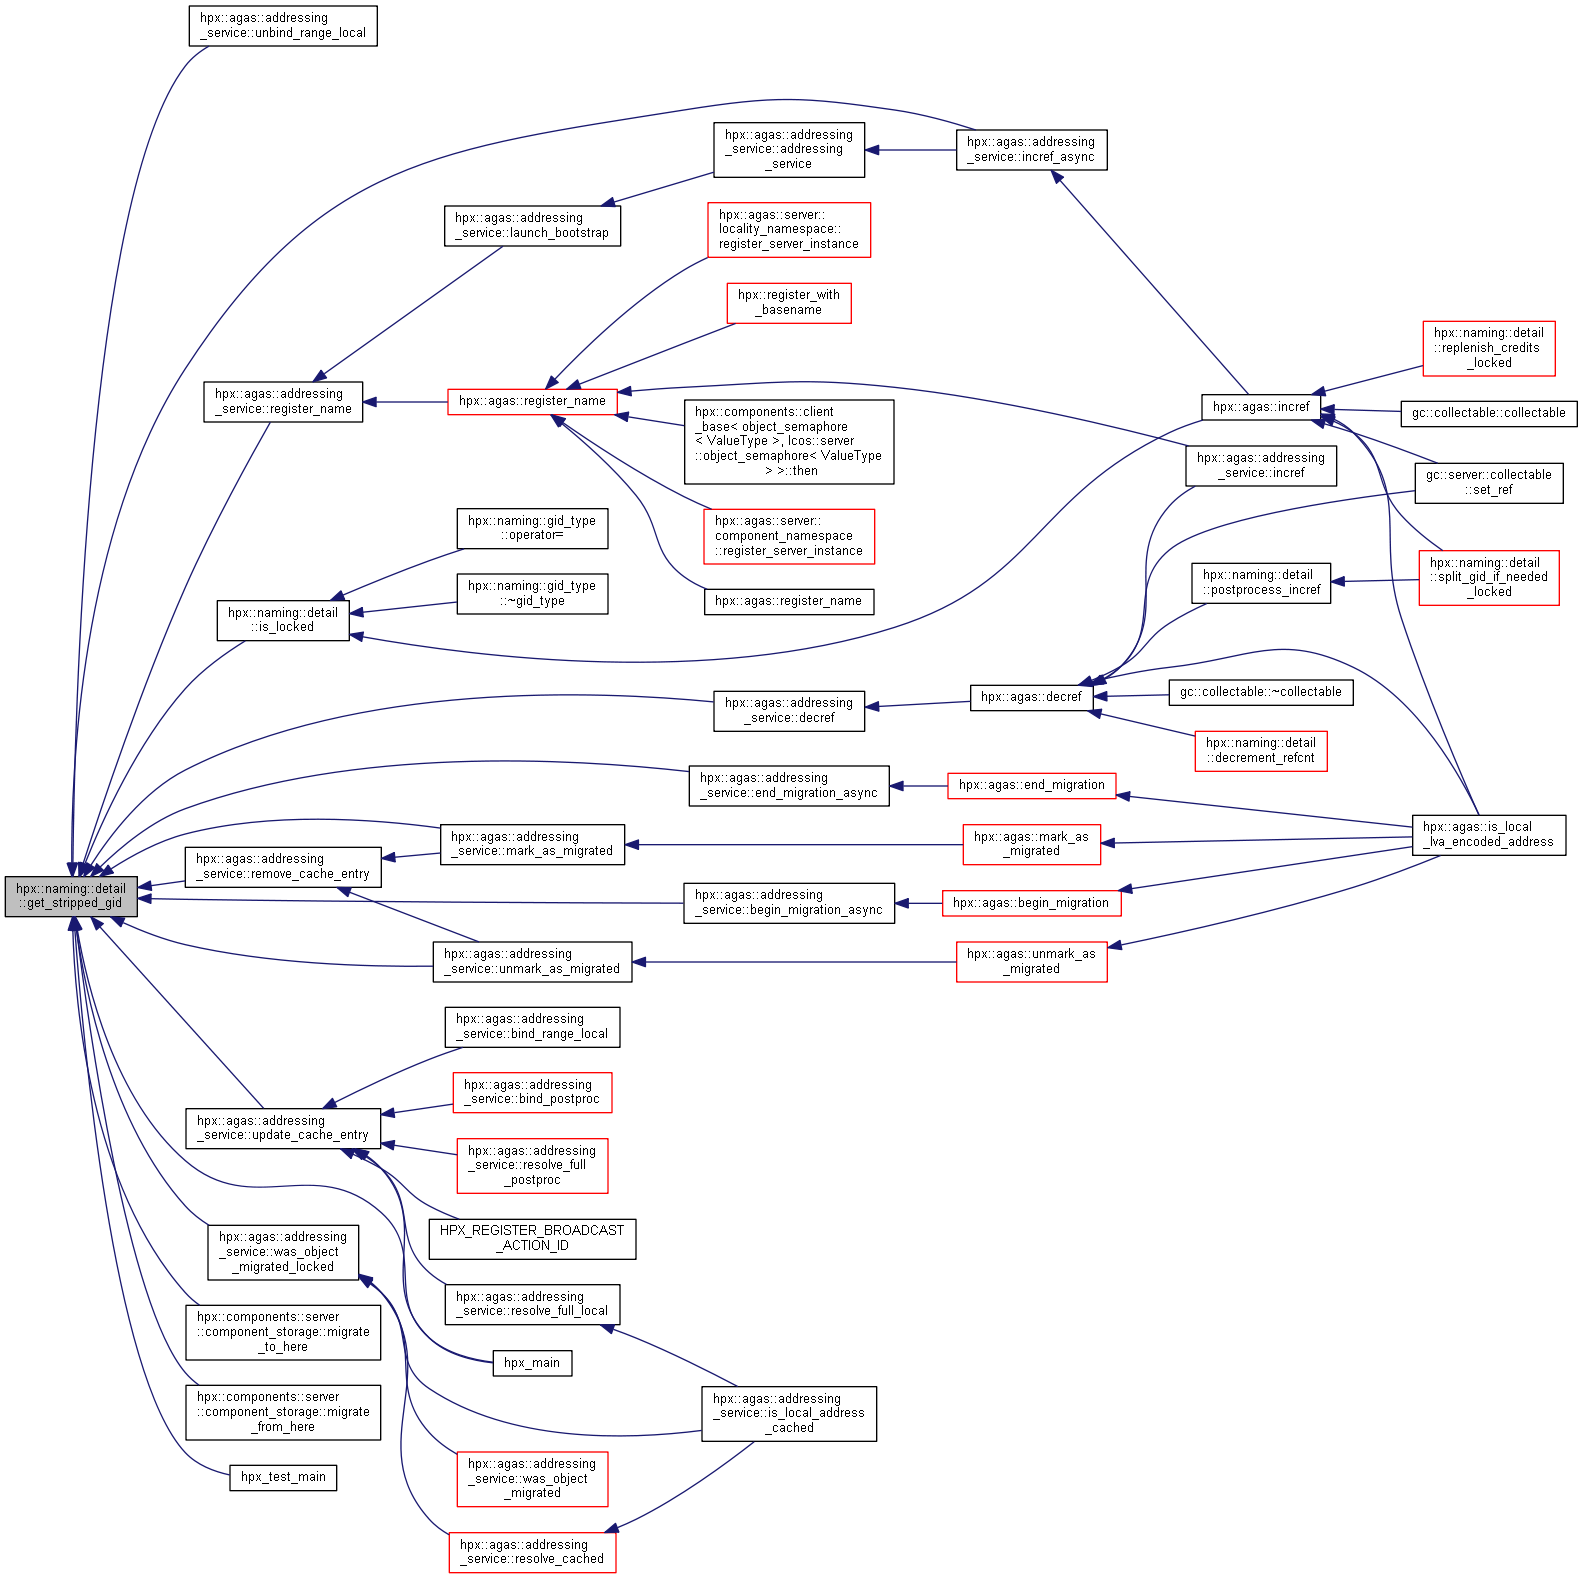 hpx::agas::addressing
_service::unbind_range_local
hpx::agas::addressing
_service::addressing
_service
hpx::agas::addressing
_service::incref_async
hpx::agas::addressing
_service::launch_bootstrap
hpx::agas::server::
locality_namespace::
register_server_instance
hpx::register_with
_basename
hpx::naming::detail
::replenish_credits
_locked
hpx::agas::addressing
_service::register_name
hpx::agas::register_name
hpx::agas::incref
gc::collectable::collectable
hpx::components::client
_base< object_semaphore
< ValueType >, lcos::server
::object_semaphore< ValueType
> >::then
hpx::agas::addressing
_service::incref
gc::server::collectable
::set_ref
hpx::naming::gid_type
::operator=
hpx::agas::server::
component_namespace
::register_server_instance
hpx::naming::detail
::split_gid_if_needed
_locked
hpx::naming::gid_type
::~gid_type
hpx::naming::detail
::postprocess_incref
hpx::agas::register_name
hpx::naming::detail
::is_locked
hpx::agas::addressing
_service::decref
hpx::agas::decref
gc::collectable::~collectable
hpx::naming::detail
::decrement_refcnt
hpx::agas::addressing
_service::end_migration_async
hpx::agas::end_migration
hpx::agas::addressing
_service::mark_as_migrated
hpx::agas::mark_as
_migrated
hpx::agas::is_local
_lva_encoded_address
hpx::agas::addressing
_service::remove_cache_entry
hpx::naming::detail
::get_stripped_gid
hpx::agas::addressing
_service::begin_migration_async
hpx::agas::begin_migration
hpx::agas::addressing
_service::unmark_as_migrated
hpx::agas::unmark_as
_migrated
hpx::agas::addressing
_service::bind_range_local
hpx::agas::addressing
_service::bind_postproc
hpx::agas::addressing
_service::update_cache_entry
hpx::agas::addressing
_service::resolve_full
_postproc
HPX_REGISTER_BROADCAST
_ACTION_ID
hpx::agas::addressing
_service::was_object
_migrated_locked
hpx::agas::addressing
_service::resolve_full_local
hpx::components::server
::component_storage::migrate
_to_here
hpx_main
hpx::components::server
::component_storage::migrate
_from_here
hpx::agas::addressing
_service::is_local_address
_cached
hpx_test_main
hpx::agas::addressing
_service::was_object
_migrated
hpx::agas::addressing
_service::resolve_cached